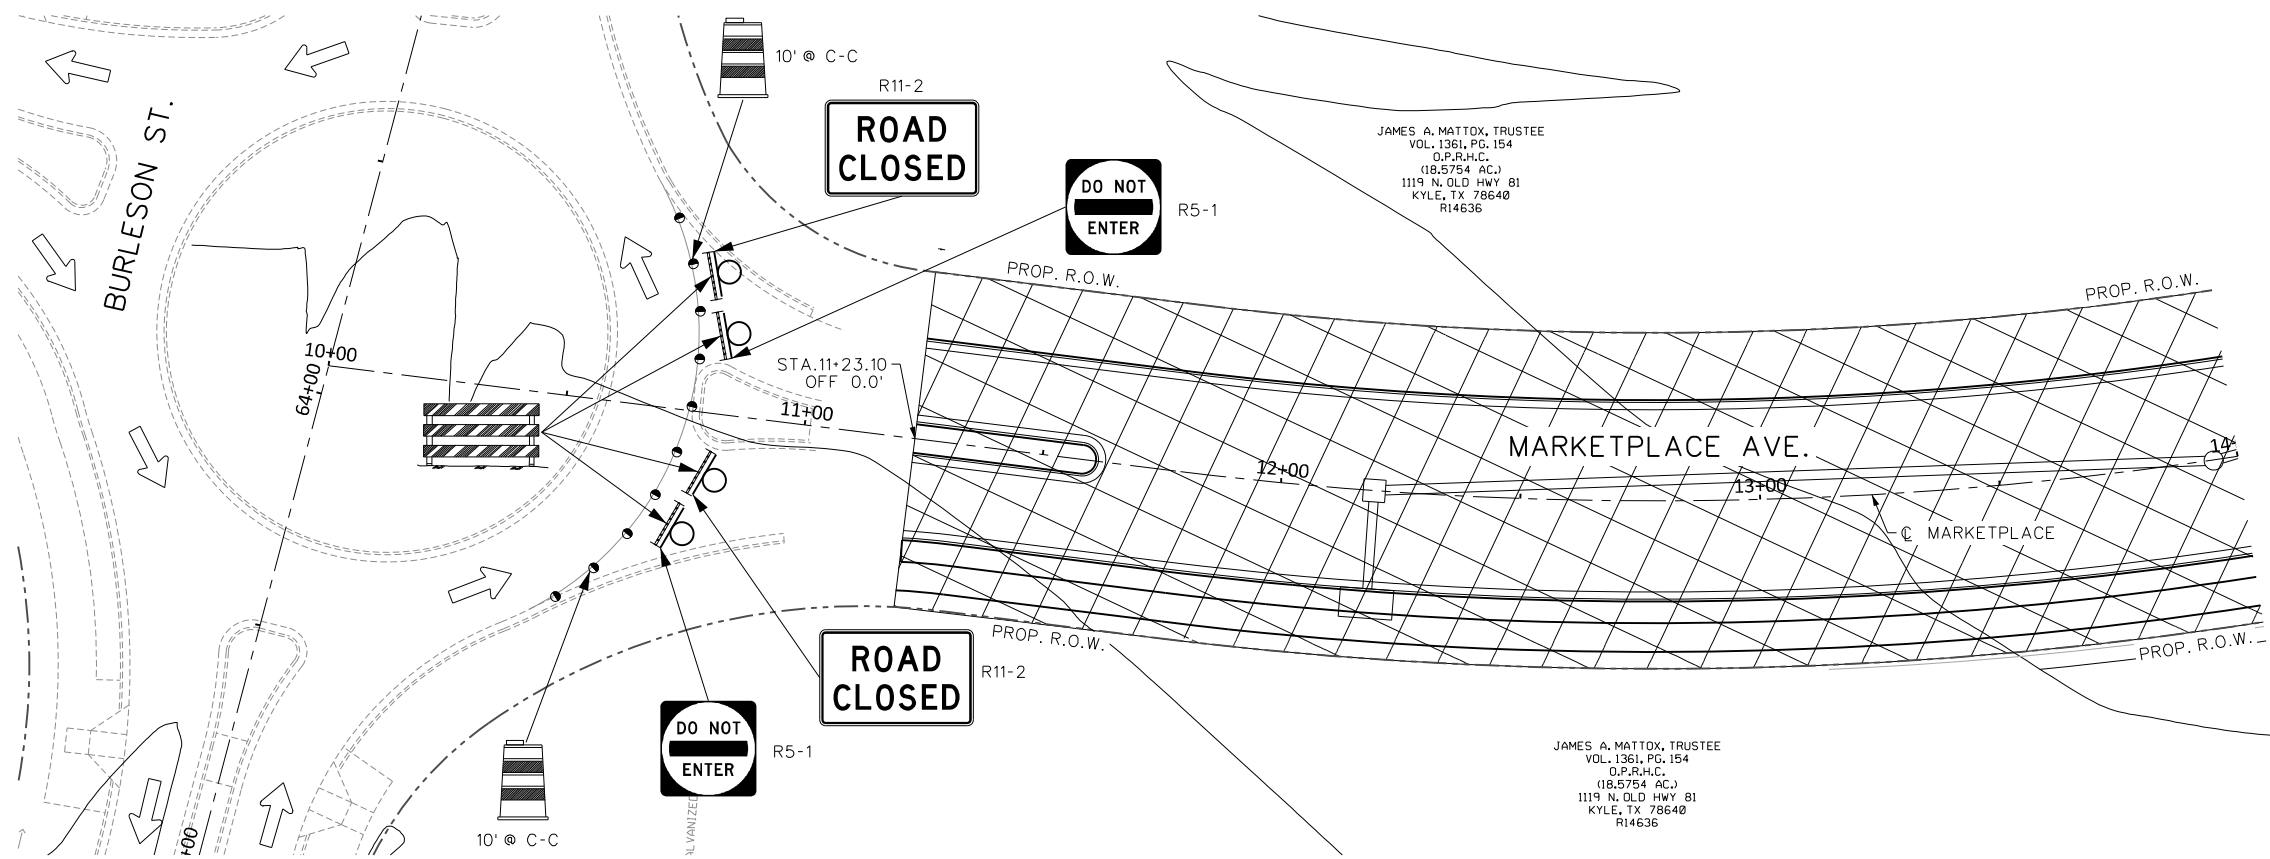 10' @ C-C
R11-2
ROAD
CLOSED
DO NOT
ENTER
R5-1
JAMES A. MATTOX, TRUSTEE
VOL. 1361, PG. 154
O.P.R.H.C.
(18.5754 AC.)
1119 N. OLD HWY 81
KYLE, TX 78640
R14636
BURLESON ST.
PROP. R.O.W.
PROP. R.O.W.
10+00
64+00
STA.11+23.10
OFF 0.0'
11+00
MARKETPLACE AVE.
12+00
13+00
14+
℄ MARKETPLACE
PROP. R.O.W.
PROP. R.O.W.
ROAD
CLOSED
R11-2
DO NOT
ENTER
R5-1
10' @ C-C
+00
ALVANIZED
JAMES A. MATTOX, TRUSTEE
VOL. 1361, PG. 154
O.P.R.H.C.
(18.5754 AC.)
1119 N. OLD HWY 81
KYLE, TX 78640
R14636